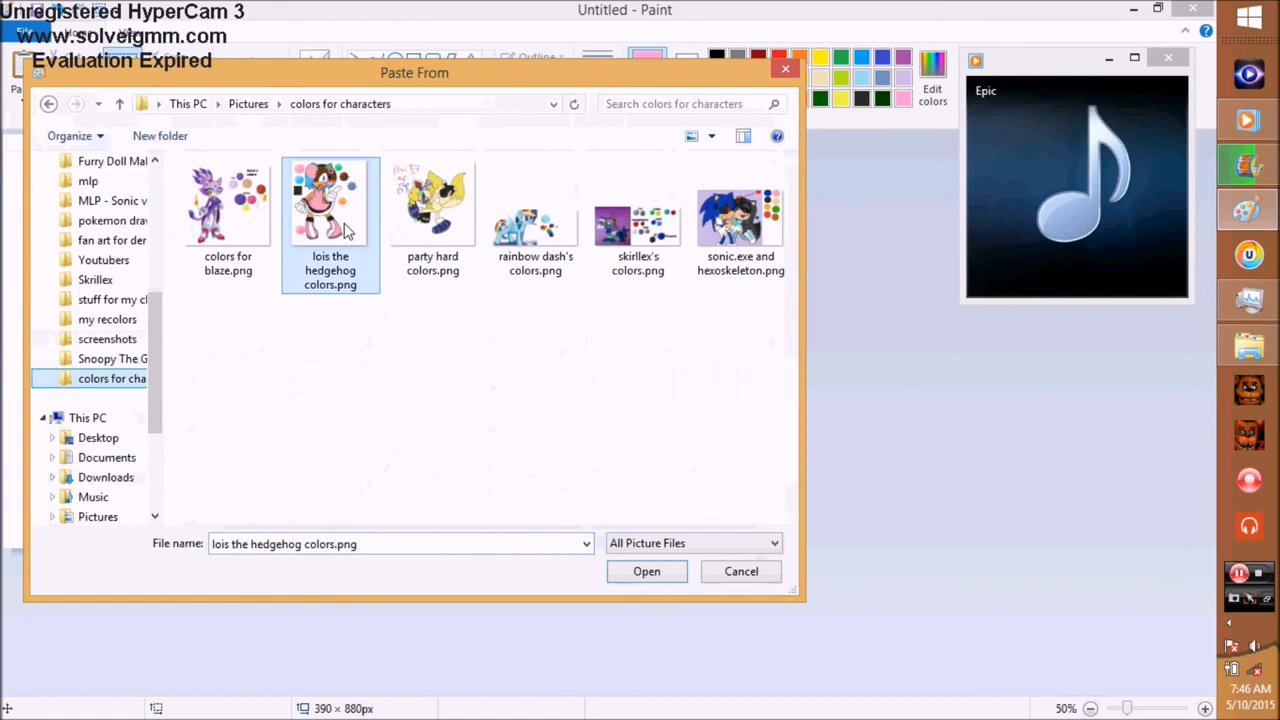 Unregistered HyperCam 3
www.solveigmm.com
Evaluation Expired
Untitled - Paint
Outline
Edit
colors
Paste From
This PC
Pictures
colors for characters
Search colors for characters
Organize
New folder
Furry Doll Mal
mlp
MLP - Sonic v
pokemon dra
fan art for der
Youtubers
Skrillex
stuff for my cl
my recolors
screenshots
Snoopy The G
colors for cha
This PC
Desktop
Documents
Downloads
Music
Pictures
colors for
blaze.png
lois the
hedgehog
colors.png
party hard
colors.png
rainbow dash's
colors.png
skirllex's
colors.png
sonic.exe and
hexoskeleton.png
File name:
lois the hedgehog colors.png
All Picture Files
Open
Cancel
Epic
390 × 880px
50%
7:46 AM
5/10/2015